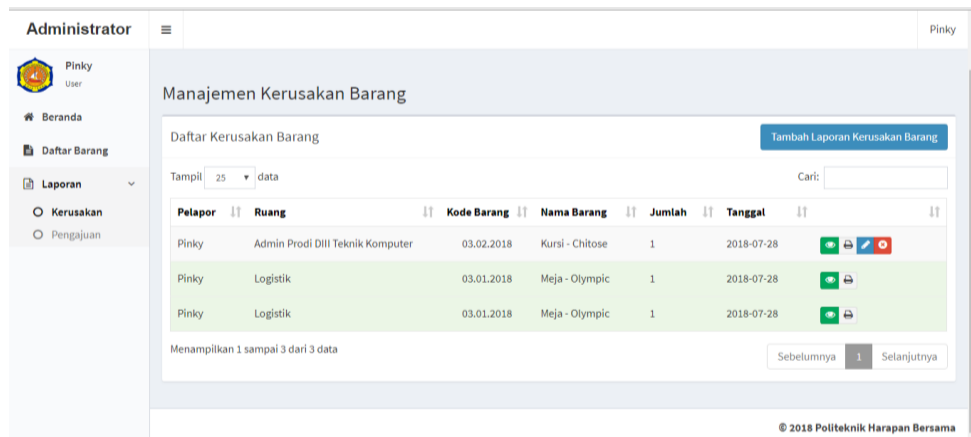 Administrator
Pinky
Pinky
User
Beranda
Daftar Barang
Laporan
Kerusakan
Pengajuan
Manajemen Kerusakan Barang
Daftar Kerusakan Barang
Tambah Laporan Kerusakan Barang
Tampil 25 data
Cari:
Pelapor Ruang Kode Barang Nama Barang Jumlah Tanggal
Pinky Admin Prodi DIII Teknik Komputer 03.02.2018 Kursi - Chitose 1 2018-07-28
Pinky Logistik 03.01.2018 Meja - Olympic 1 2018-07-28
Pinky Logistik 03.01.2018 Meja - Olympic 1 2018-07-28
Menampilkan 1 sampai 3 dari 3 data
Sebelumnya 1 Selanjutnya
© 2018 Politeknik Harapan Bersama